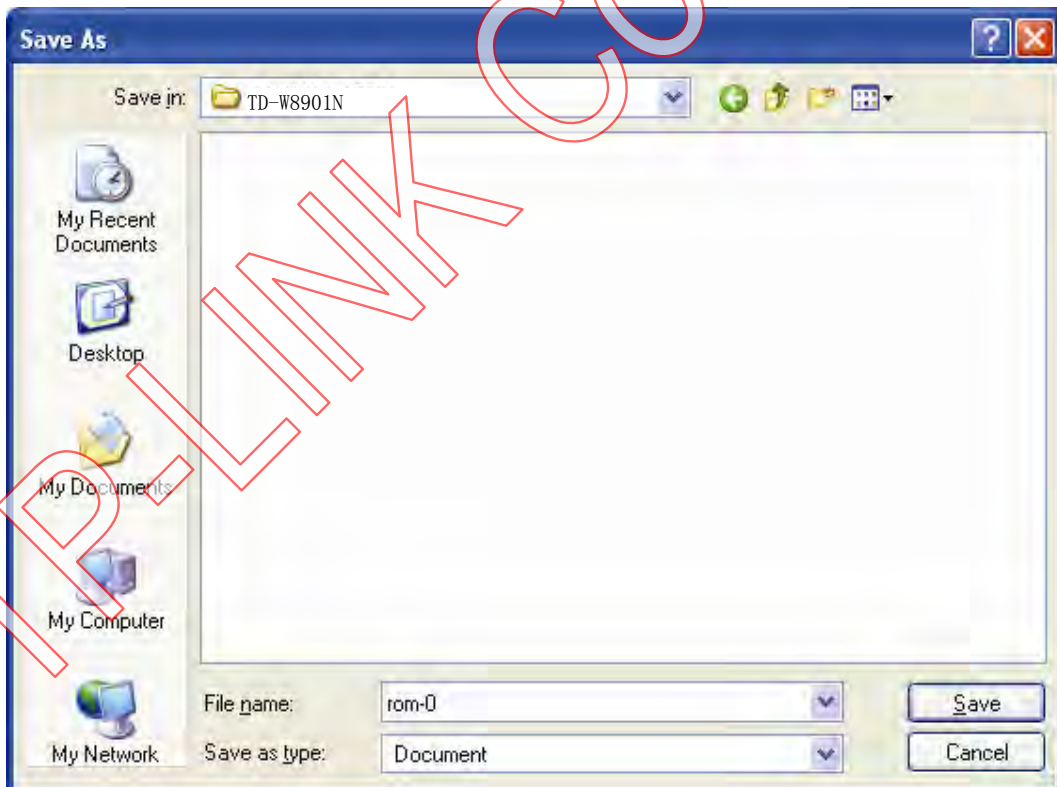 Save As
Save in:
TD-W8901N
My Recent
Documents
Desktop
My Documents
My Computer
My Network
File name:
rom-0
Save
Save as type:
Document
Cancel
TP-LINK Co